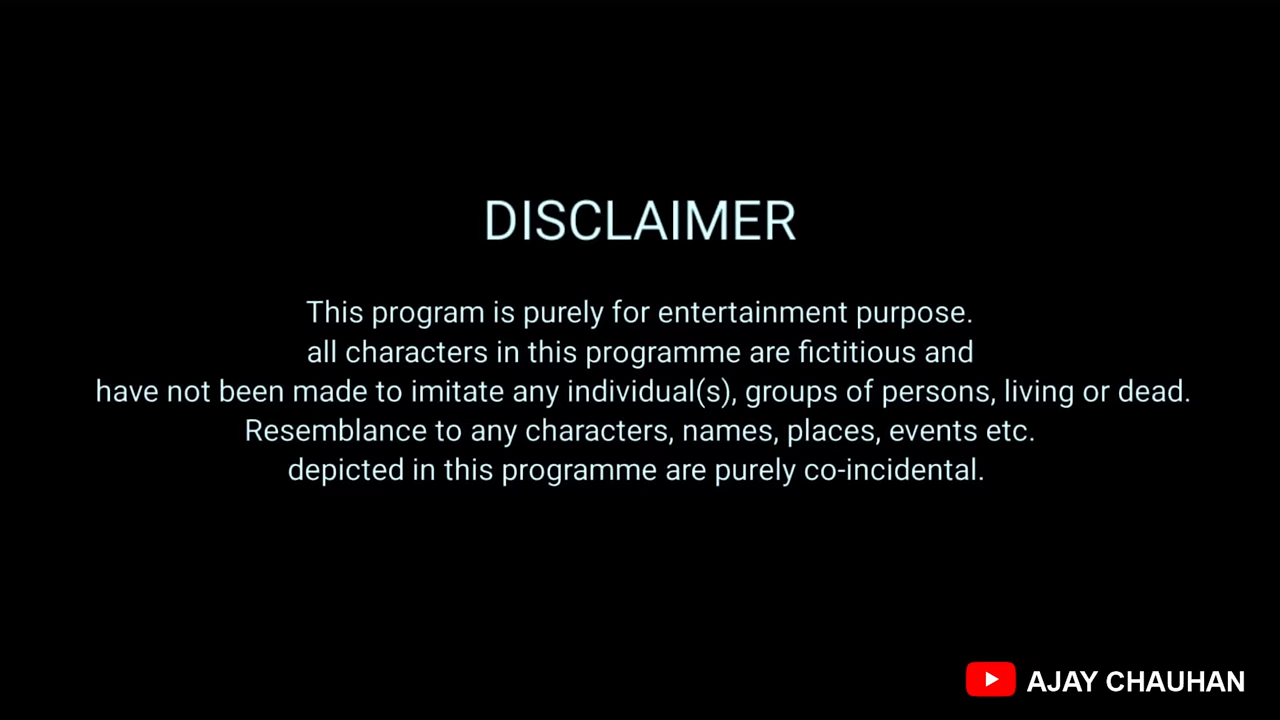 DISCLAIMER
This program is purely for entertainment purpose.
all characters in this programme are fictitious and
have not been made to imitate any individual(s), groups of persons, living or dead.
Resemblance to any characters, names, places, events etc.
depicted in this programme are purely co-incidental.
AJAY CHAUHAN